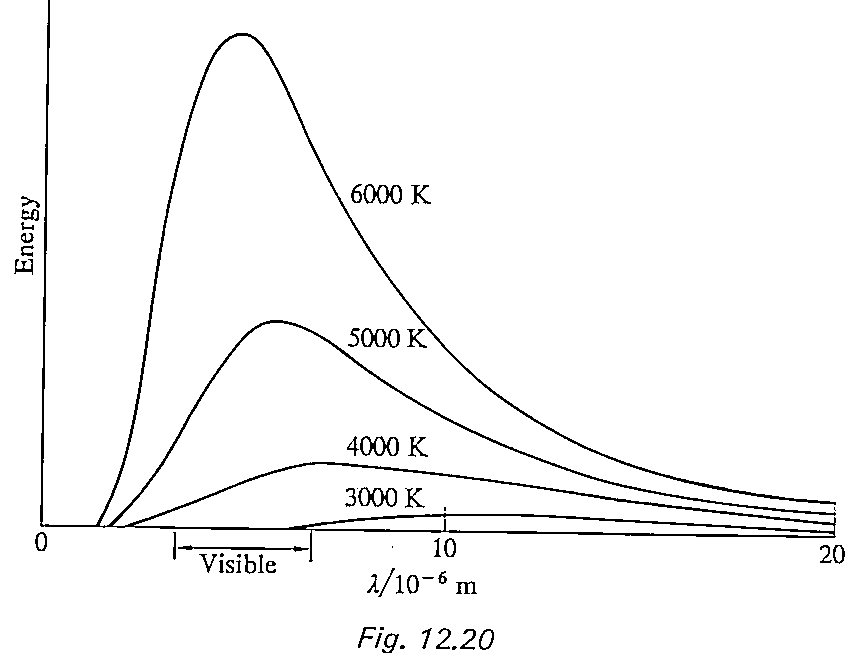 Energy
6000 K
5000 K
4000 K
3000 K
0
10
20
Visible
λ/10⁻⁶ m
Fig. 12.20